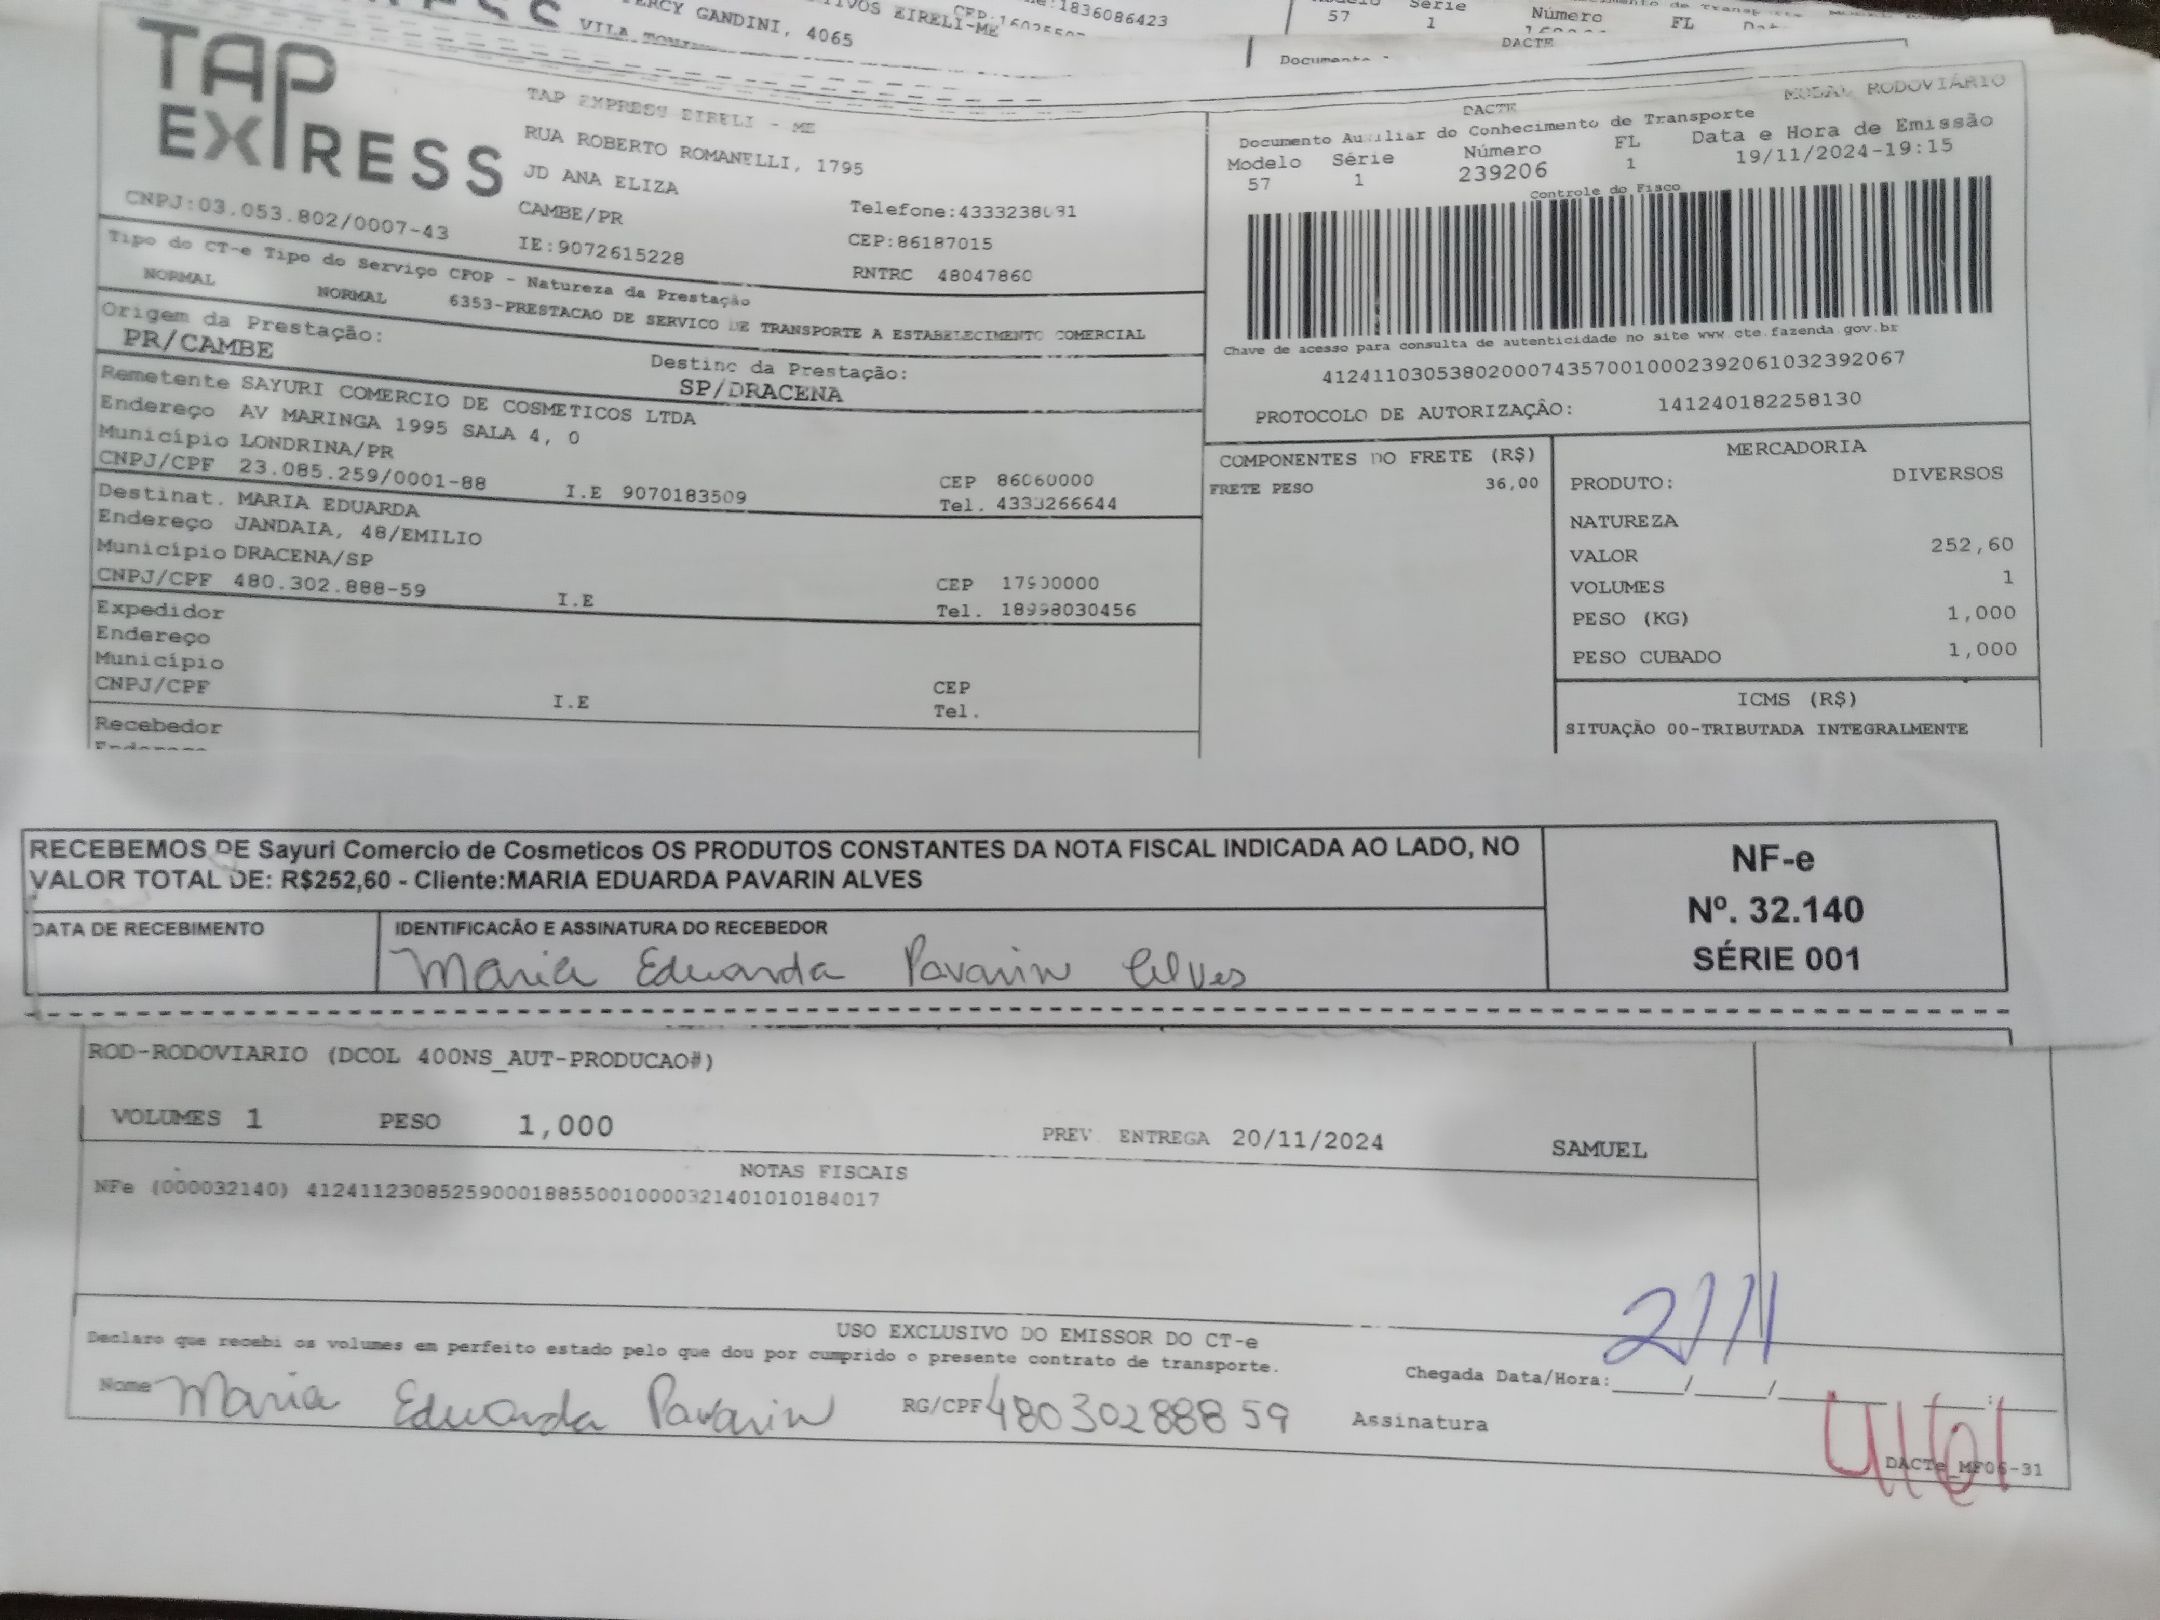 ERCY GANDINI, 4065
TIVOS EIRELI-ME
1836086423
57
Série
1
Número
FL
DACTE
TAP EXPRESS
TAP EXPRESS EIRELI - ME
RUA ROBERTO ROMANELLI, 1795
JD ANA ELIZA
CAMBE/PR
IE:9072615228
CNPJ:03.053.802/0007-43
CEP:86187015
RNTRC 48047860
DACTE
MODAL RODOVIÁRIO
Documento Auxiliar do Conhecimento de Transporte
Modelo Série Número FL Data e Hora de Emissão
57 1 239206 1 19/11/2024-19:15
Controle do Fisco
Chave de acesso para consulta de autenticidade no site www.cte.fazenda.gov.br
41241103053802000743570010002392061032392067
PROTOCOLO DE AUTORIZAÇÃO: 141240182258130
Tipo do CT-e Tipo do Serviço CFOP - Natureza da Prestação
NORMAL NORMAL 6353-PRESTACAO DE SERVICO DE TRANSPORTE A ESTABELECIMENTO COMERCIAL
Origem da Prestação:
PR/CAMBE
Destino da Prestação:
SP/DRACENA
Remetente SAYURI COMERCIO DE COSMETICOS LTDA
Endereço AV MARINGA 1995 SALA 4, 0
Município LONDRINA/PR CEP 86060000
CNPJ/CPF 23.085.259/0001-88 I.E 9070183509 Tel. 4333266644
Destinat. MARIA EDUARDA
Endereço JANDAIA, 48/EMILIO
Município DRACENA/SP CEP 17900000
CNPJ/CPF 480.302.888-59 I.E Tel. 18998030456
Expedidor
Endereço
Município CEP
CNPJ/CPF I.E Tel.
Recebedor
COMPONENTES DO FRETE (R$)
FRETE PESO 36,00
MERCADORIA
PRODUTO: DIVERSOS
NATUREZA
VALOR 252,60
VOLUMES 1
PESO (KG) 1,000
PESO CUBADO 1,000
ICMS (R$)
SITUAÇÃO 00-TRIBUTADA INTEGRALMENTE
RECEBEMOS DE Sayuri Comercio de Cosmeticos OS PRODUTOS CONSTANTES DA NOTA FISCAL INDICADA AO LADO, NO
VALOR TOTAL DE: R$252,60 - Cliente:MARIA EDUARDA PAVARIN ALVES
DATA DE RECEBIMENTO
IDENTIFICACÃO E ASSINATURA DO RECEBEDOR
Maria Eduarda Pavarin Alves
NF-e
Nº. 32.140
SÉRIE 001
ROD-RODOVIARIO (DCOL 400NS_AUT-PRODUCAO#)
VOLUMES 1 PESO 1,000 PREV. ENTREGA 20/11/2024 SAMUEL
NOTAS FISCAIS
NFe (000032140) 41241123085259000188550010000321401010184017
USO EXCLUSIVO DO EMISSOR DO CT-e
Declaro que recebi os volumes em perfeito estado pelo que dou por cumprido o presente contrato de transporte.
Nome Maria Eduarda Pavarin RG/CPF 48030288859
Chegada Data/Hora:
Assinatura
DACTe_MF06-31